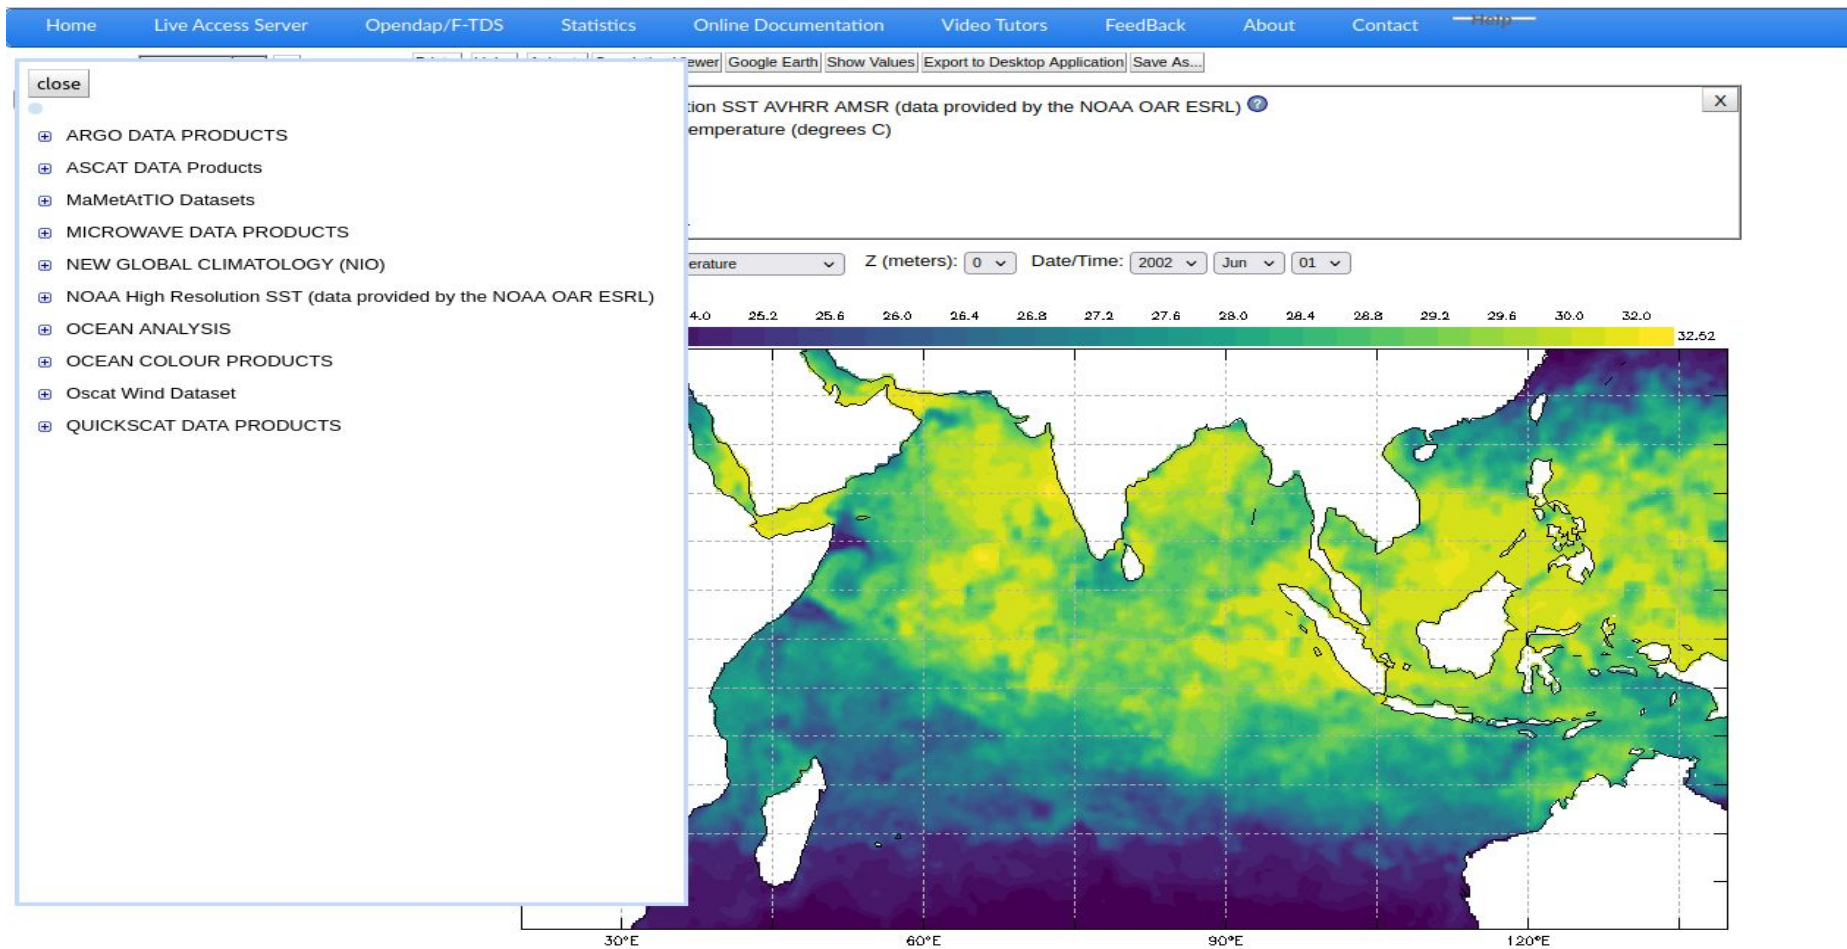 Home Live Access Server Opendap/F-TDS Statistics Online Documentation Video Tutors FeedBack About Contact Help
ewer Google Earth Show Values Export to Desktop Application Save As...
close
tion SST AVHRR AMSR (data provided by the NOAA OAR ESRL) ? X
emperature (degrees C)
ARGO DATA PRODUCTS
ASCAT DATA Products
MaMetAtTIO Datasets
MICROWAVE DATA PRODUCTS
NEW GLOBAL CLIMATOLOGY (NIO)
NOAA High Resolution SST (data provided by the NOAA OAR ESRL)
OCEAN ANALYSIS
OCEAN COLOUR PRODUCTS
Oscat Wind Dataset
QUICKSCAT DATA PRODUCTS
erature Z (meters): 0 Date/Time: 2002 Jun 01
4.0 25.2 25.6 26.0 26.4 26.8 27.2 27.6 28.0 28.4 28.8 29.2 29.6 30.0 32.0
32.52
30°E 60°E 90°E 120°E